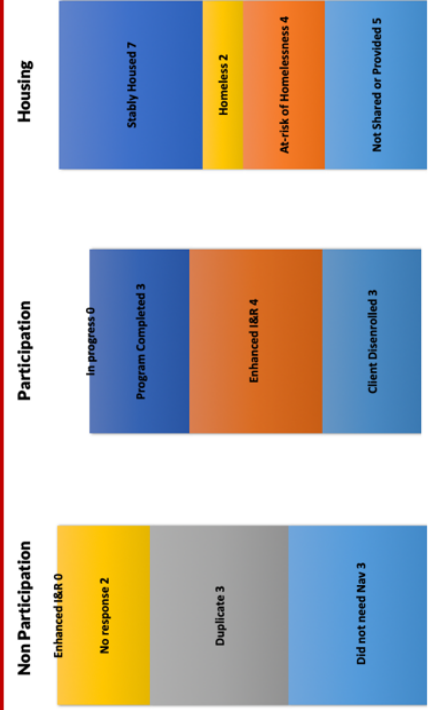 Non Participation
Enhanced I&R 0
No response 2
Duplicate 3
Did not need Nav 3
Participation
In progress 0
Program Completed 3
Enhanced I&R 4
Client Disenrolled 3
Housing
Stably Housed 7
Homeless 2
At-risk of Homelessness 4
Not Shared or Provided 5